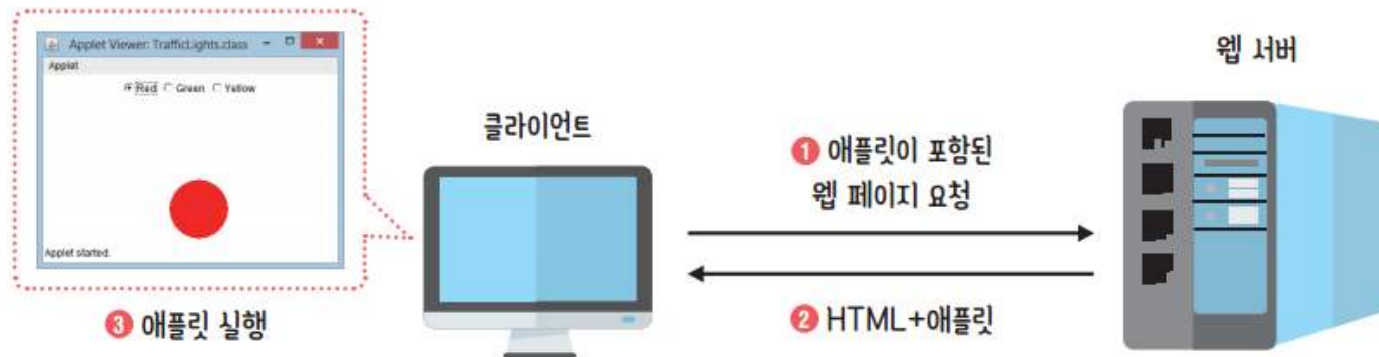 Applet Viewer: TrafficLights.class
Applet
Red Green Yellow
Applet started.
❸ 애플릿 실행
클라이언트
❶ 애플릿이 포함된
웹 페이지 요청
❷ HTML+애플릿
웹 서버